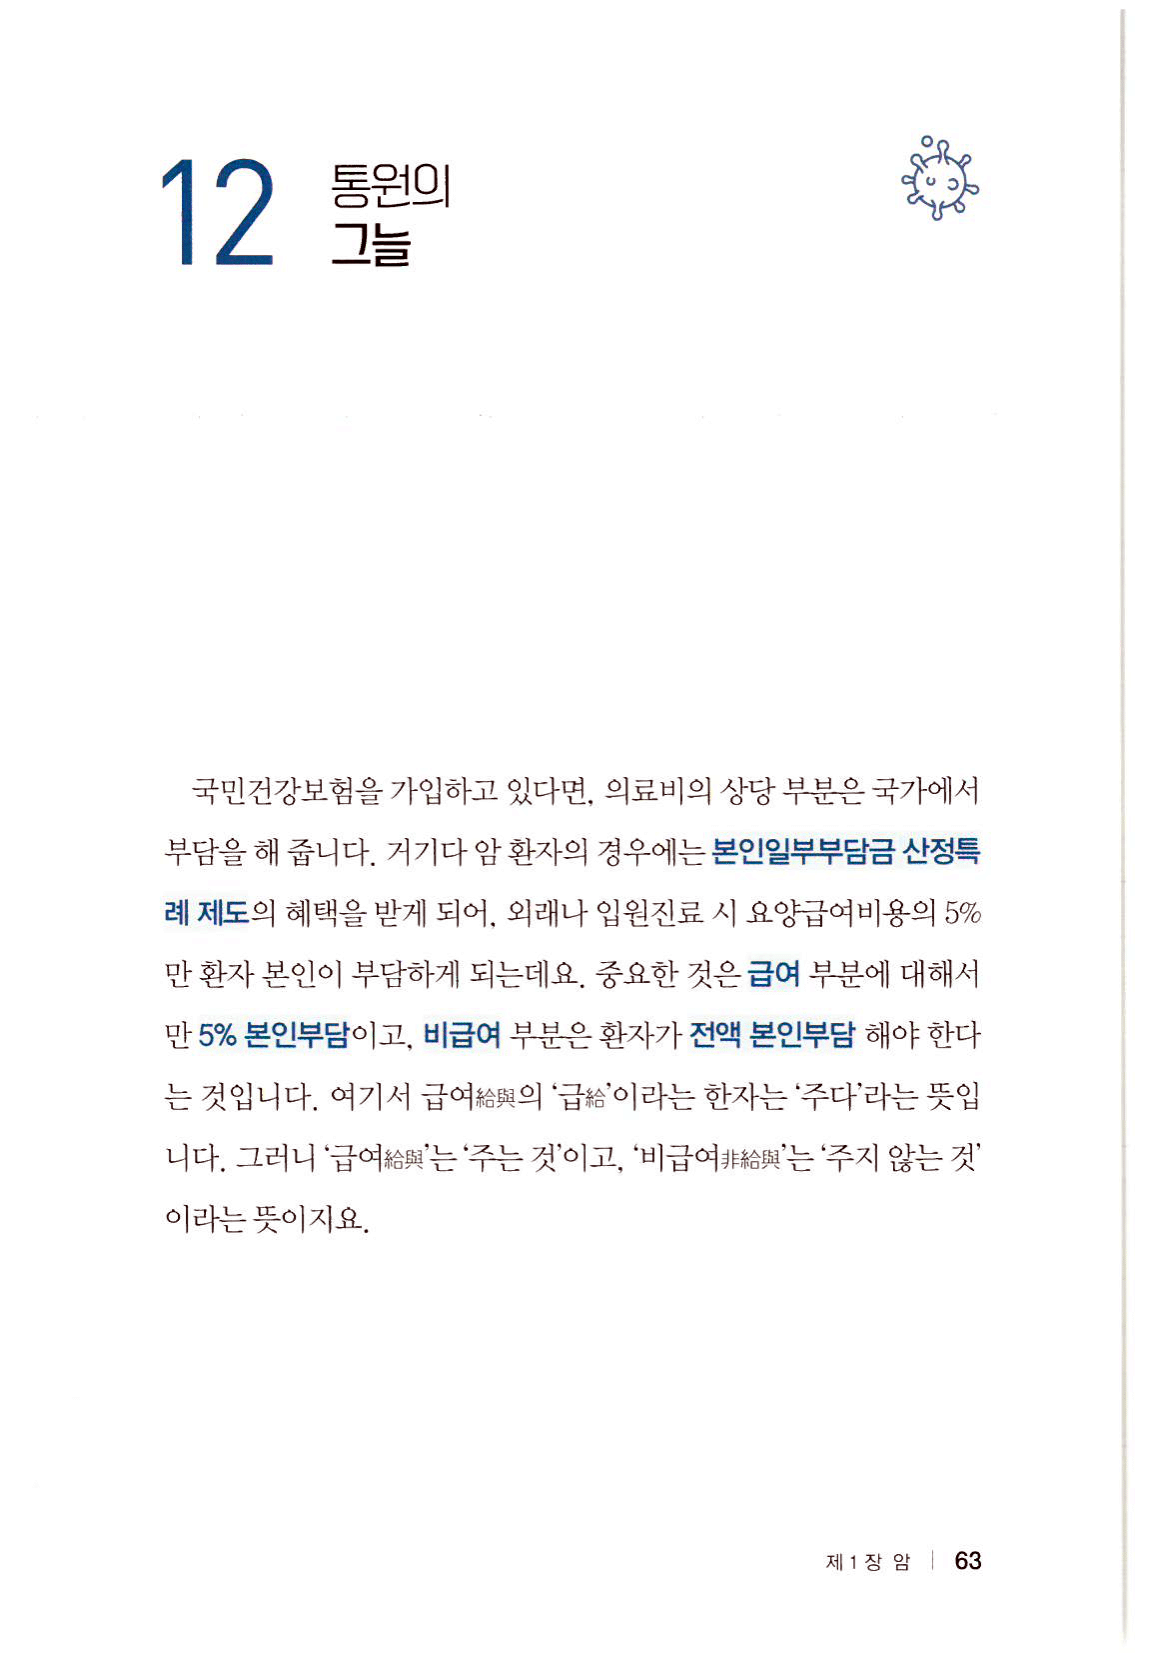 12
통원의
그늘
국민건강보험을 가입하고 있다면, 의료비의 상당 부분은 국가에서
부담을 해 줍니다. 거기다 암 환자의 경우에는 본인일부부담금 산정특
례 제도의 혜택을 받게 되어, 외래나 입원진료 시 요양급여비용의 5%
만 환자 본인이 부담하게 되는데요. 중요한 것은 급여 부분에 대해서
만 5% 본인부담이고, 비급여 부분은 환자가 전액 본인부담 해야 한다
는 것입니다. 여기서 급여給與의 ‘급給’이라는 한자는 ‘주다’라는 뜻입
니다. 그러니 ‘급여給與’는 ‘주는 것’이고, ‘비급여非給與’는 ‘주지 않는 것’
이라는 뜻이지요.
제1장 암 | 63